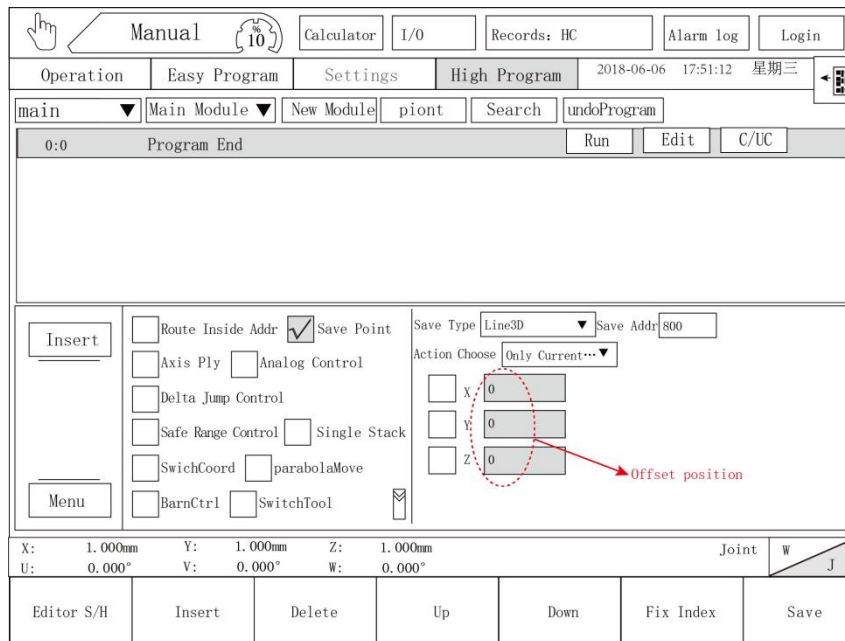 Manual % 10 Calculator I/O Records: HC Alarm log Login
Operation Easy Program Settings High Program 2018-06-06 17:51:12 星期三
main Main Module New Module piont Search undoProgram
0:0 Program End Run Edit C/UC
Insert
Menu
Route Inside Addr Save Point
Axis Ply Analog Control
Delta Jump Control
Safe Range Control Single Stack
SwichCoord parabolaMove
BarnCtrl SwitchTool
Save Type Line3D Save Addr 800
Action Choose Only Current···
X 0
Y 0
Z 0
Offset position
X: 1.000mm Y: 1.000mm Z: 1.000mm Joint W J
U: 0.000° V: 0.000° W: 0.000°
Editor S/H Insert Delete Up Down Fix Index Save